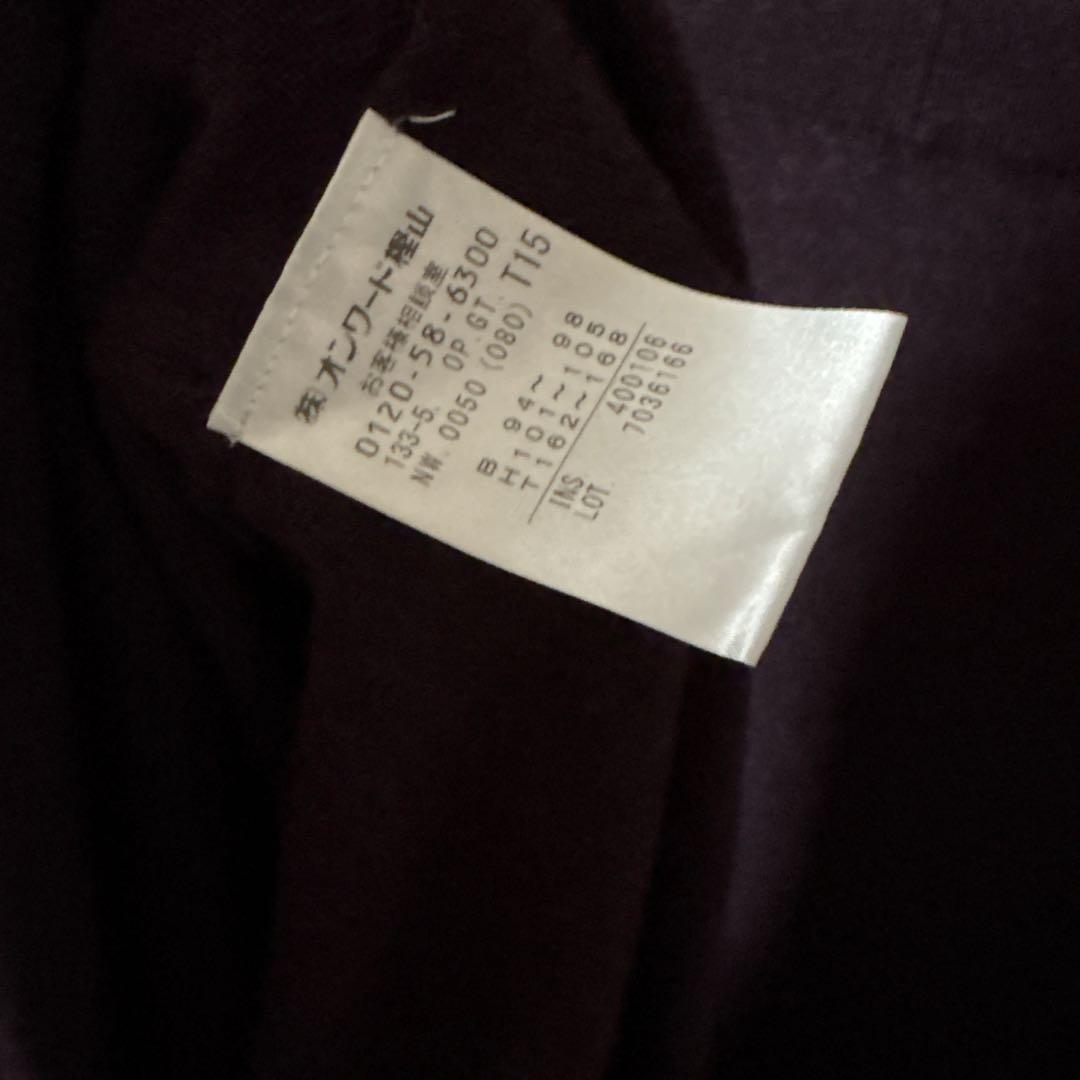 ㈱オンワード樫山
お客様相談室
0120-58-6300
133-5. OP.GT. T15
NW. 0050 (080)
B 94~ 98
H 101~105
T 162~168
INS 400106
LOT. 7036166